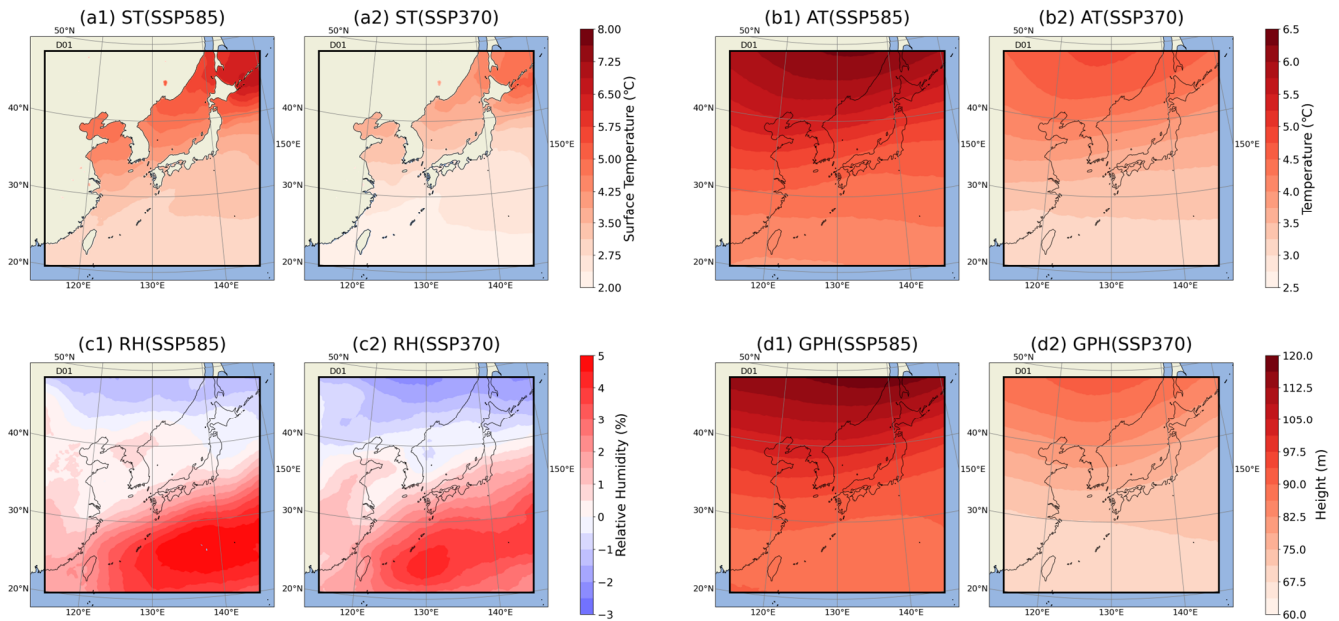 (a1) ST(SSP585)
50°N
D01
40°N
30°N
20°N
120°E
130°E
140°E
150°E
(a2) ST(SSP370)
50°N
D01
40°N
30°N
20°N
120°E
130°E
140°E
150°E
8.00
7.25
6.50
5.75
5.00
4.25
3.50
2.75
2.00
Surface Temperature (°C)
(b1) AT(SSP585)
50°N
D01
40°N
30°N
20°N
120°E
130°E
140°E
150°E
(b2) AT(SSP370)
50°N
D01
40°N
30°N
20°N
120°E
130°E
140°E
150°E
6.5
6.0
5.5
5.0
4.5
4.0
3.5
3.0
2.5
Temperature (°C)
(c1) RH(SSP585)
50°N
D01
40°N
30°N
20°N
120°E
130°E
140°E
150°E
(c2) RH(SSP370)
50°N
D01
40°N
30°N
20°N
120°E
130°E
140°E
150°E
5
4
3
2
1
0
−1
−2
−3
Relative Humidity (%)
(d1) GPH(SSP585)
50°N
D01
40°N
30°N
20°N
120°E
130°E
140°E
150°E
(d2) GPH(SSP370)
50°N
D01
40°N
30°N
20°N
120°E
130°E
140°E
150°E
120.0
112.5
105.0
97.5
90.0
82.5
75.0
67.5
60.0
Height (m)